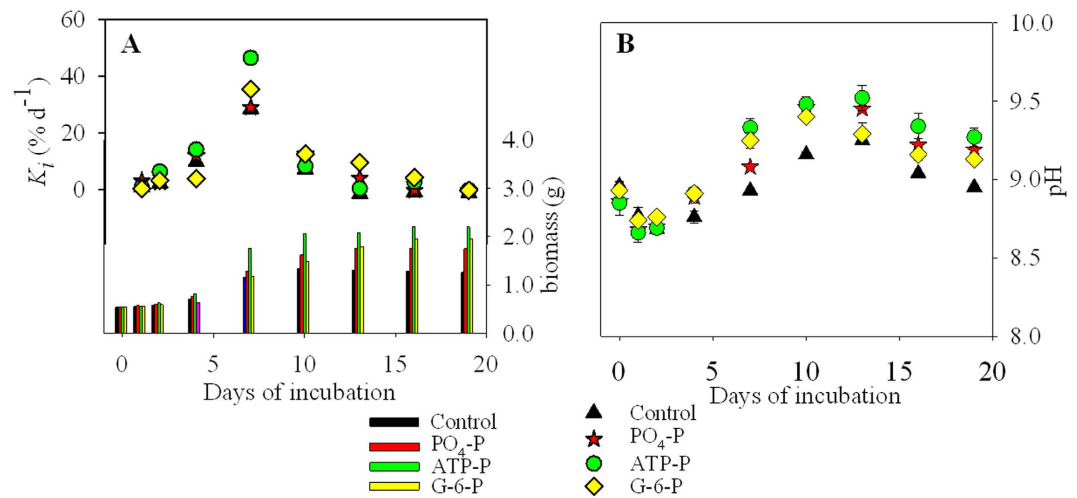 A
60
40
20
0
K_i (% d⁻¹)
4.0
3.0
2.0
1.0
0.0
biomass (g)
0 5 10 15 20
Days of incubation
B
10.0
9.5
9.0
8.5
8.0
pH
0 5 10 15 20
Days of incubation
Control
PO₄-P
ATP-P
G-6-P
Control
PO₄-P
ATP-P
G-6-P